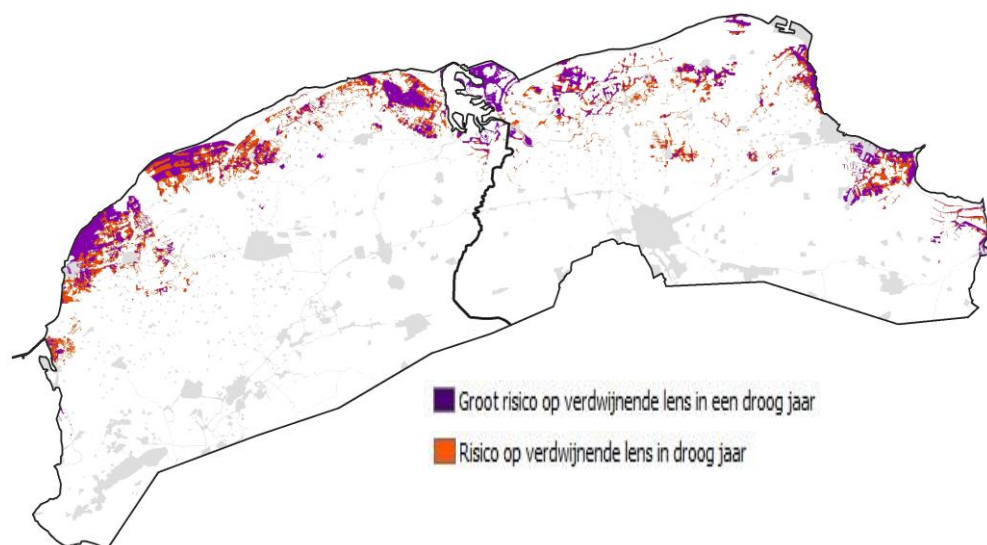 Groot risico op verdwijnende lens in een droog jaar
Risico op verdwijnende lens in droog jaar